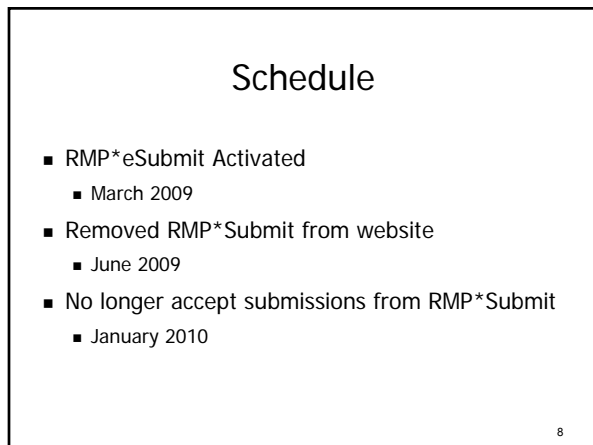 Schedule
▪ RMP*eSubmit Activated
▪ March 2009
▪ Removed RMP*Submit from website
▪ June 2009
▪ No longer accept submissions from RMP*Submit
▪ January 2010
8